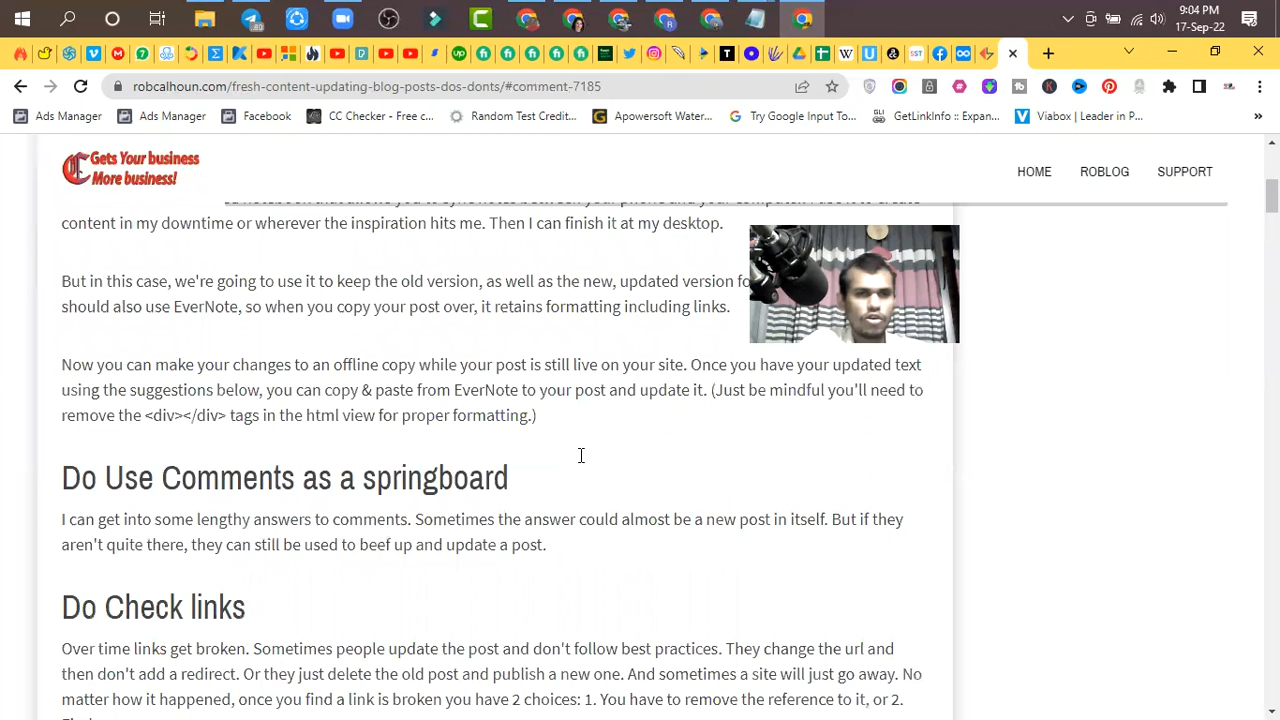 9:04 PM
17-Sep-22
robcalhoun.com/fresh-content-updating-blog-posts-dos-donts/#comment-7185
Ads Manager
Ads Manager
Facebook
CC Checker - Free c...
Random Test Credit...
Apowersoft Water...
Try Google Input To...
GetLinkInfo :: Expan...
Viabox | Leader in P...
Gets Your business
More business!
HOME
ROBLOG
SUPPORT
content in my downtime or wherever the inspiration hits me. Then I can finish it at my desktop.
But in this case, we're going to use it to keep the old version, as well as the new, updated version fo
should also use EverNote, so when you copy your post over, it retains formatting including links.
Now you can make your changes to an offline copy while your post is still live on your site. Once you have your updated text
using the suggestions below, you can copy & paste from EverNote to your post and update it. (Just be mindful you'll need to
remove the <div></div> tags in the html view for proper formatting.)
Do Use Comments as a springboard
I can get into some lengthy answers to comments. Sometimes the answer could almost be a new post in itself. But if they
aren't quite there, they can still be used to beef up and update a post.
Do Check links
Over time links get broken. Sometimes people update the post and don't follow best practices. They change the url and
then don't add a redirect. Or they just delete the old post and publish a new one. And sometimes a site will just go away. No
matter how it happened, once you find a link is broken you have 2 choices: 1. You have to remove the reference to it, or 2.